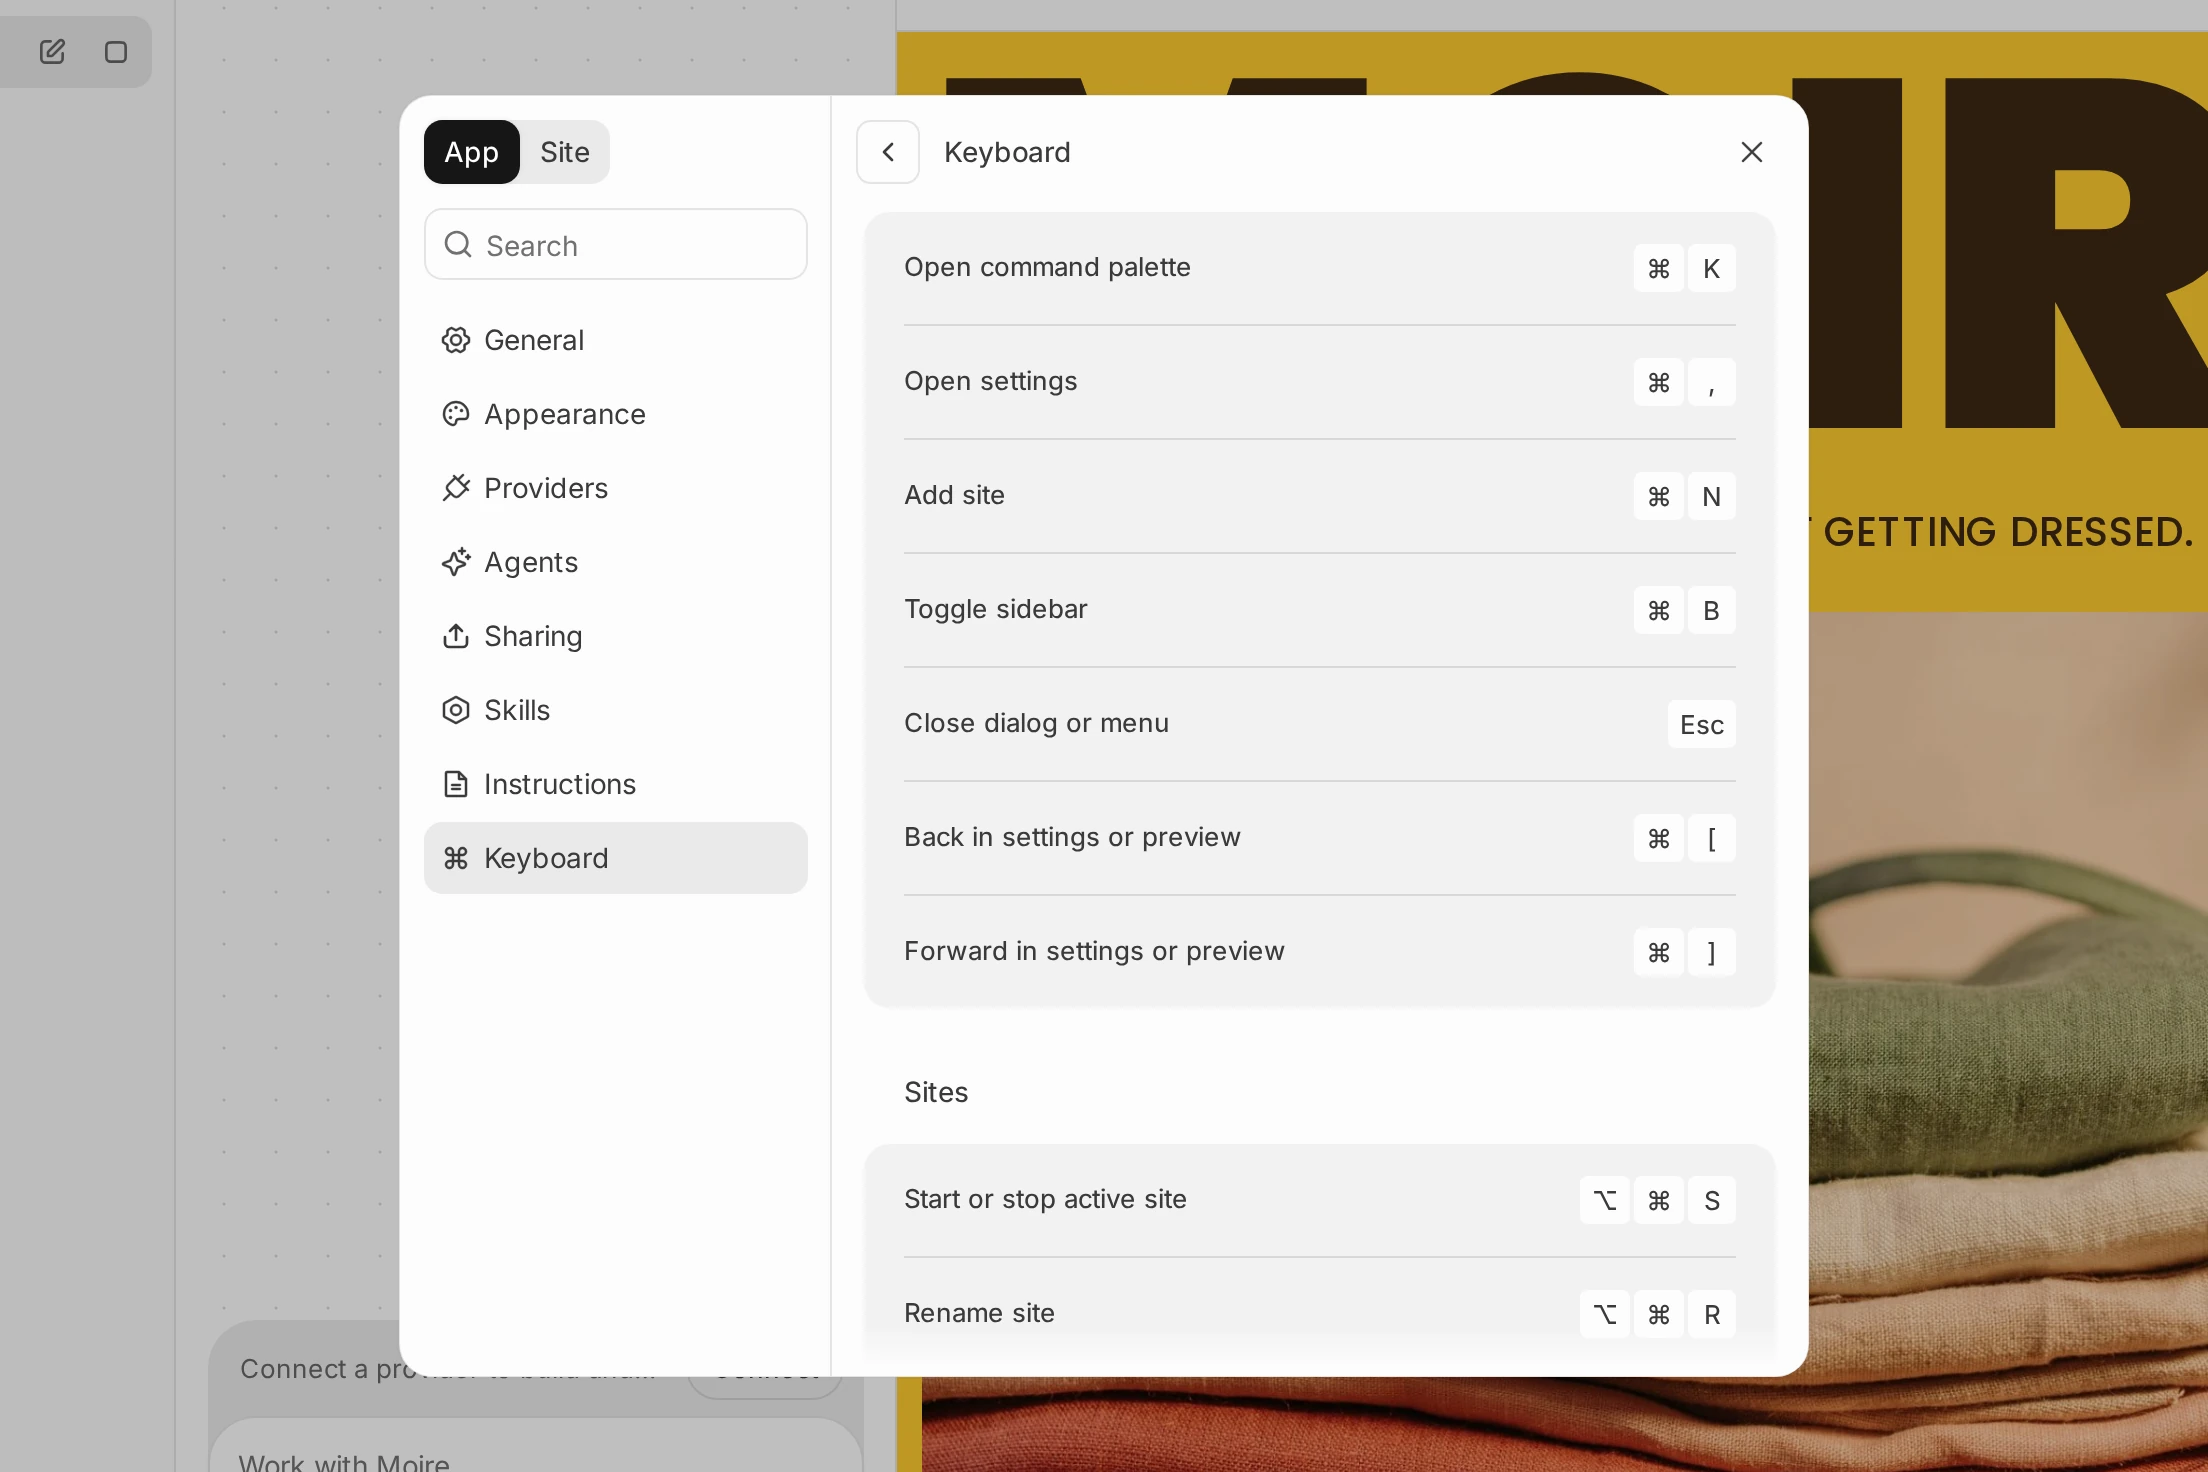 App Site
Search
General
Appearance
Providers
Agents
Sharing
Skills
Instructions
Keyboard
Keyboard
Open command palette ⌘ K
Open settings ⌘ ,
Add site ⌘ N
Toggle sidebar ⌘ B
Close dialog or menu Esc
Back in settings or preview ⌘ [
Forward in settings or preview ⌘ ]
Sites
Start or stop active site ⌥ ⌘ S
Rename site ⌥ ⌘ R
GETTING DRESSED.
Connect a
Work with Moire